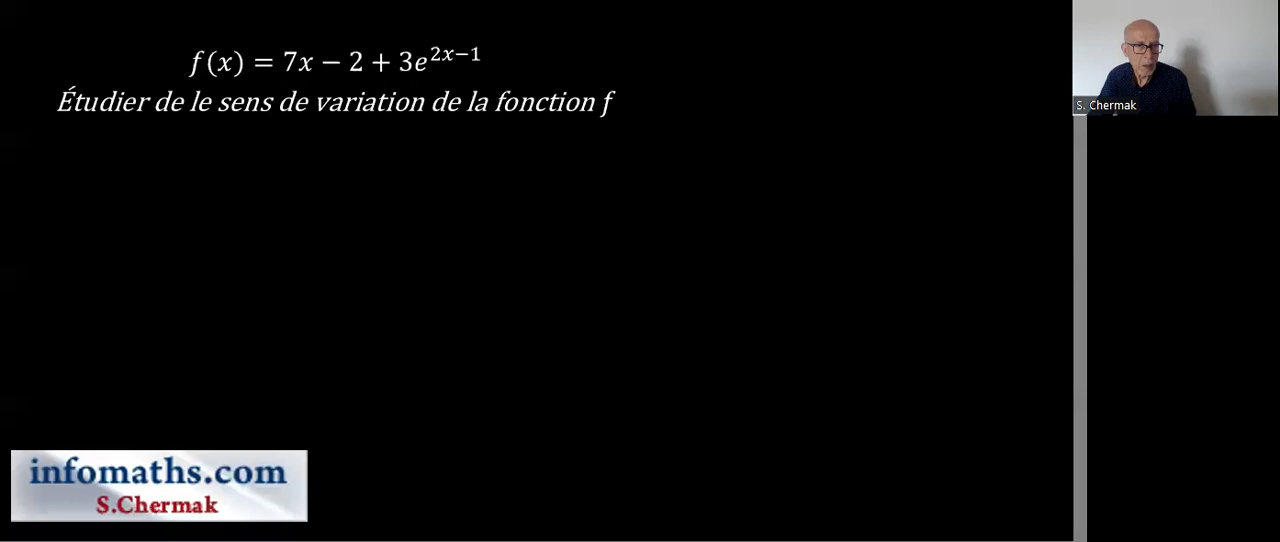 f(x) = 7x − 2 + 3e^{2x−1}
Étudier de le sens de variation de la fonction f
S. Chermak
infomaths.com
S.Chermak